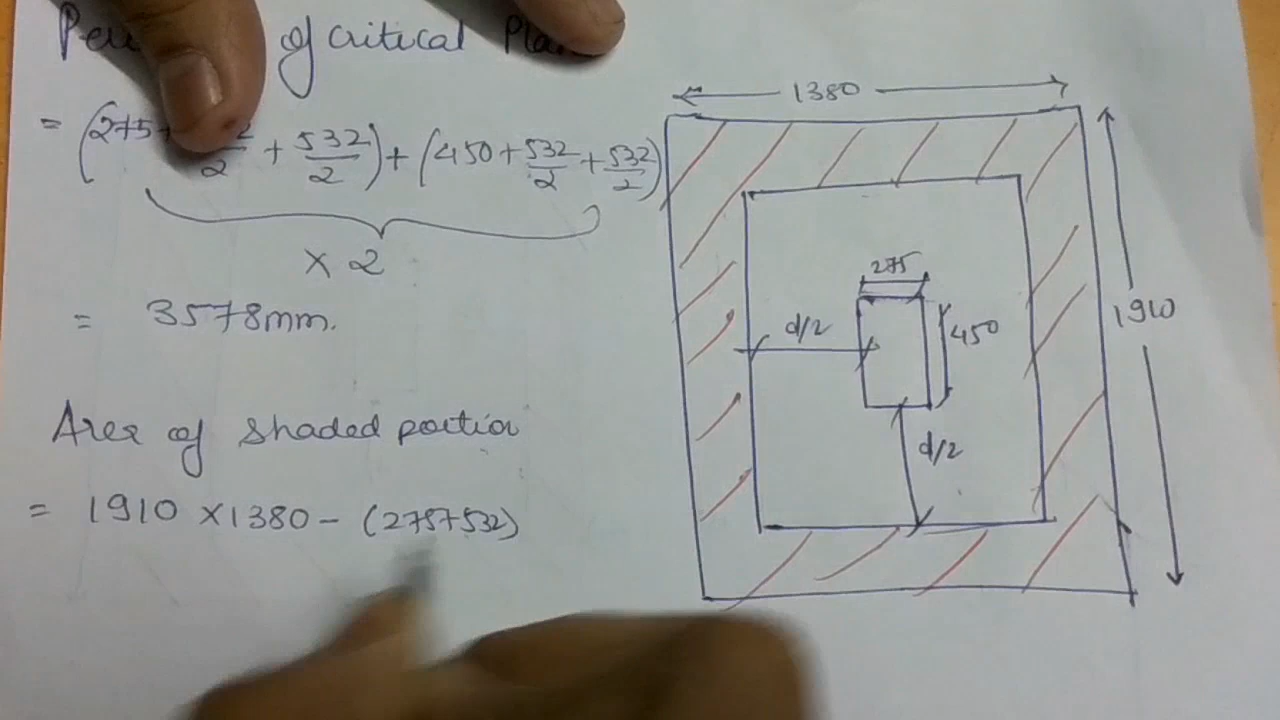 of critical
= (275+ 2/2 + 532/2) + (450 + 532/2 + 532/2)
× 2
= 3578mm.
Area of shaded portion
= 1910 × 1380 - (275+532)
1380
1910
275
450
d/2
d/2